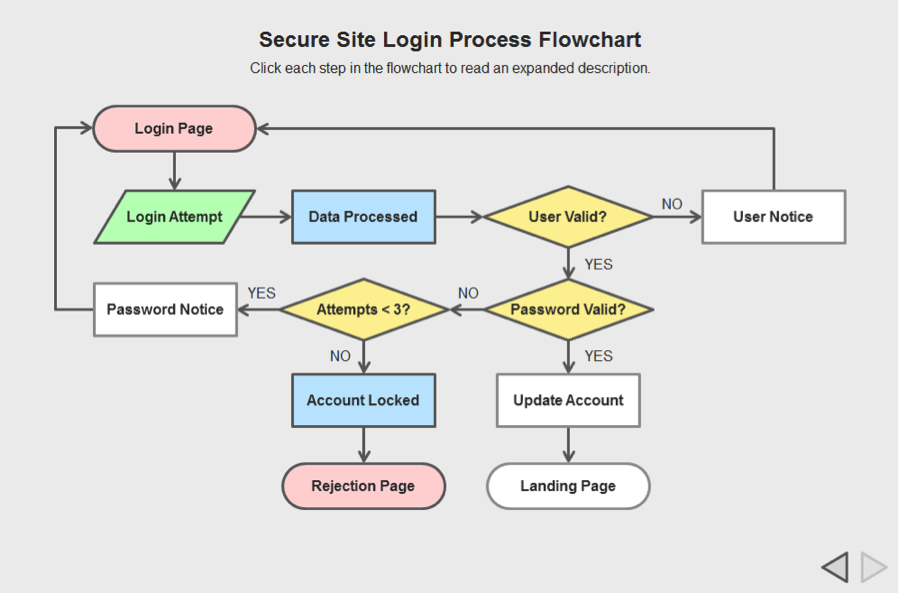 Secure Site Login Process Flowchart
Click each step in the flowchart to read an expanded description.
Login Page
Login Attempt
Data Processed
User Valid?
NO
User Notice
YES
Password Notice
YES
Attempts < 3?
NO
Password Valid?
NO
YES
Account Locked
Update Account
Rejection Page
Landing Page